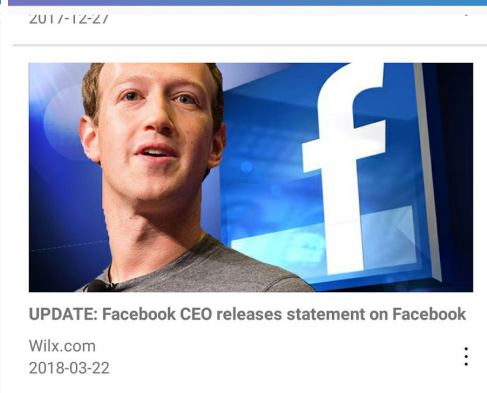 2017-12-27
f
UPDATE: Facebook CEO releases statement on Facebook
Wilx.com
2018-03-22